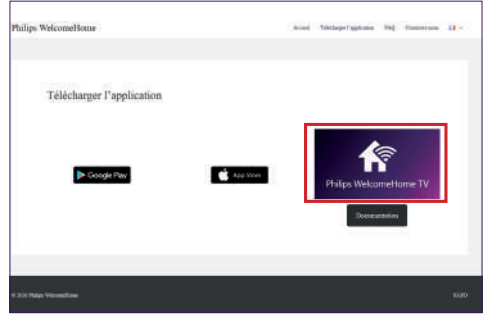 Philips WelcomeHome
Accueil Télécharger l'application FAQ Contactez-nous
Télécharger l'application
Google Play
App Store
Philips WelcomeHome TV
Documentation
© 2020 Philips WelcomeHome
RGPD